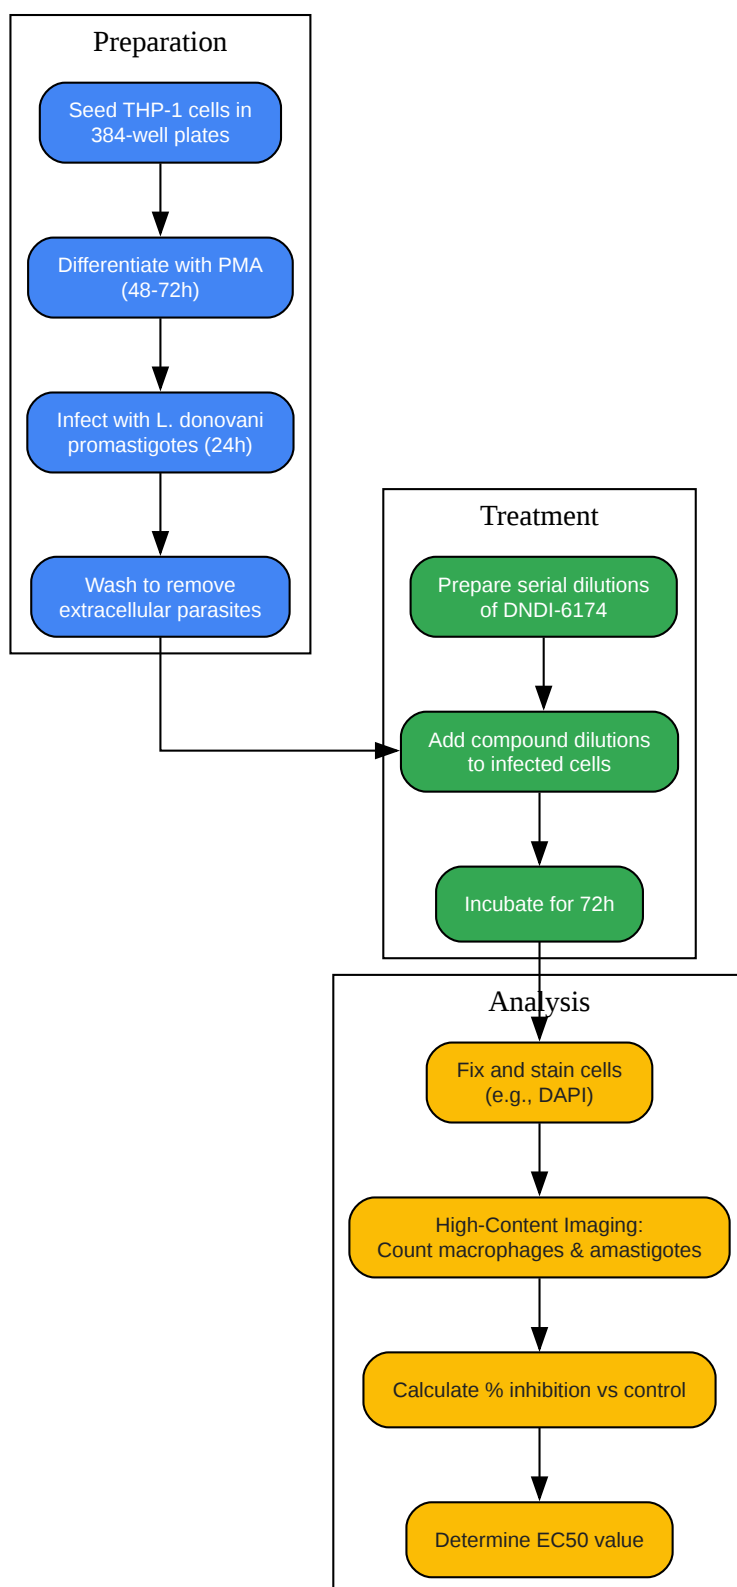 Preparation
Seed THP-1 cells in
384-well plates
Differentiate with PMA
(48-72h)
Infect with L. donovani
promastigotes (24h)
Wash to remove
extracellular parasites
Treatment
Prepare serial dilutions
of DNDI-6174
Add compound dilutions
to infected cells
Incubate for 72h
Analysis
Fix and stain cells
(e.g., DAPI)
High-Content Imaging:
Count macrophages & amastigotes
Calculate % inhibition vs control
Determine EC50 value